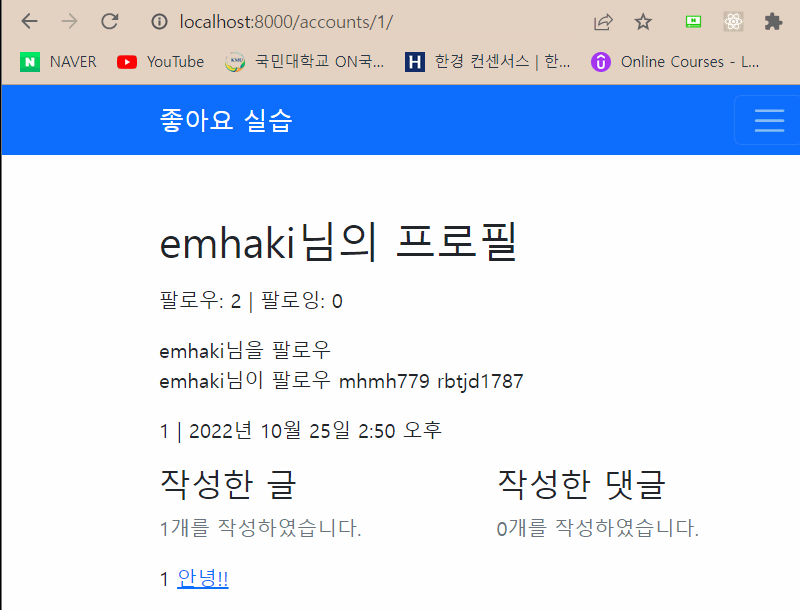 localhost:8000/accounts/1/
NAVER YouTube 국민대학교 ON국... 한경 컨센서스 | 한... Online Courses - L...
좋아요 실습
emhaki님의 프로필
팔로우: 2 | 팔로잉: 0
emhaki님을 팔로우
emhaki님이 팔로우 mhmh779 rbtjd1787
1 | 2022년 10월 25일 2:50 오후
작성한 글 작성한 댓글
1개를 작성하였습니다. 0개를 작성하였습니다.
1 안녕!!